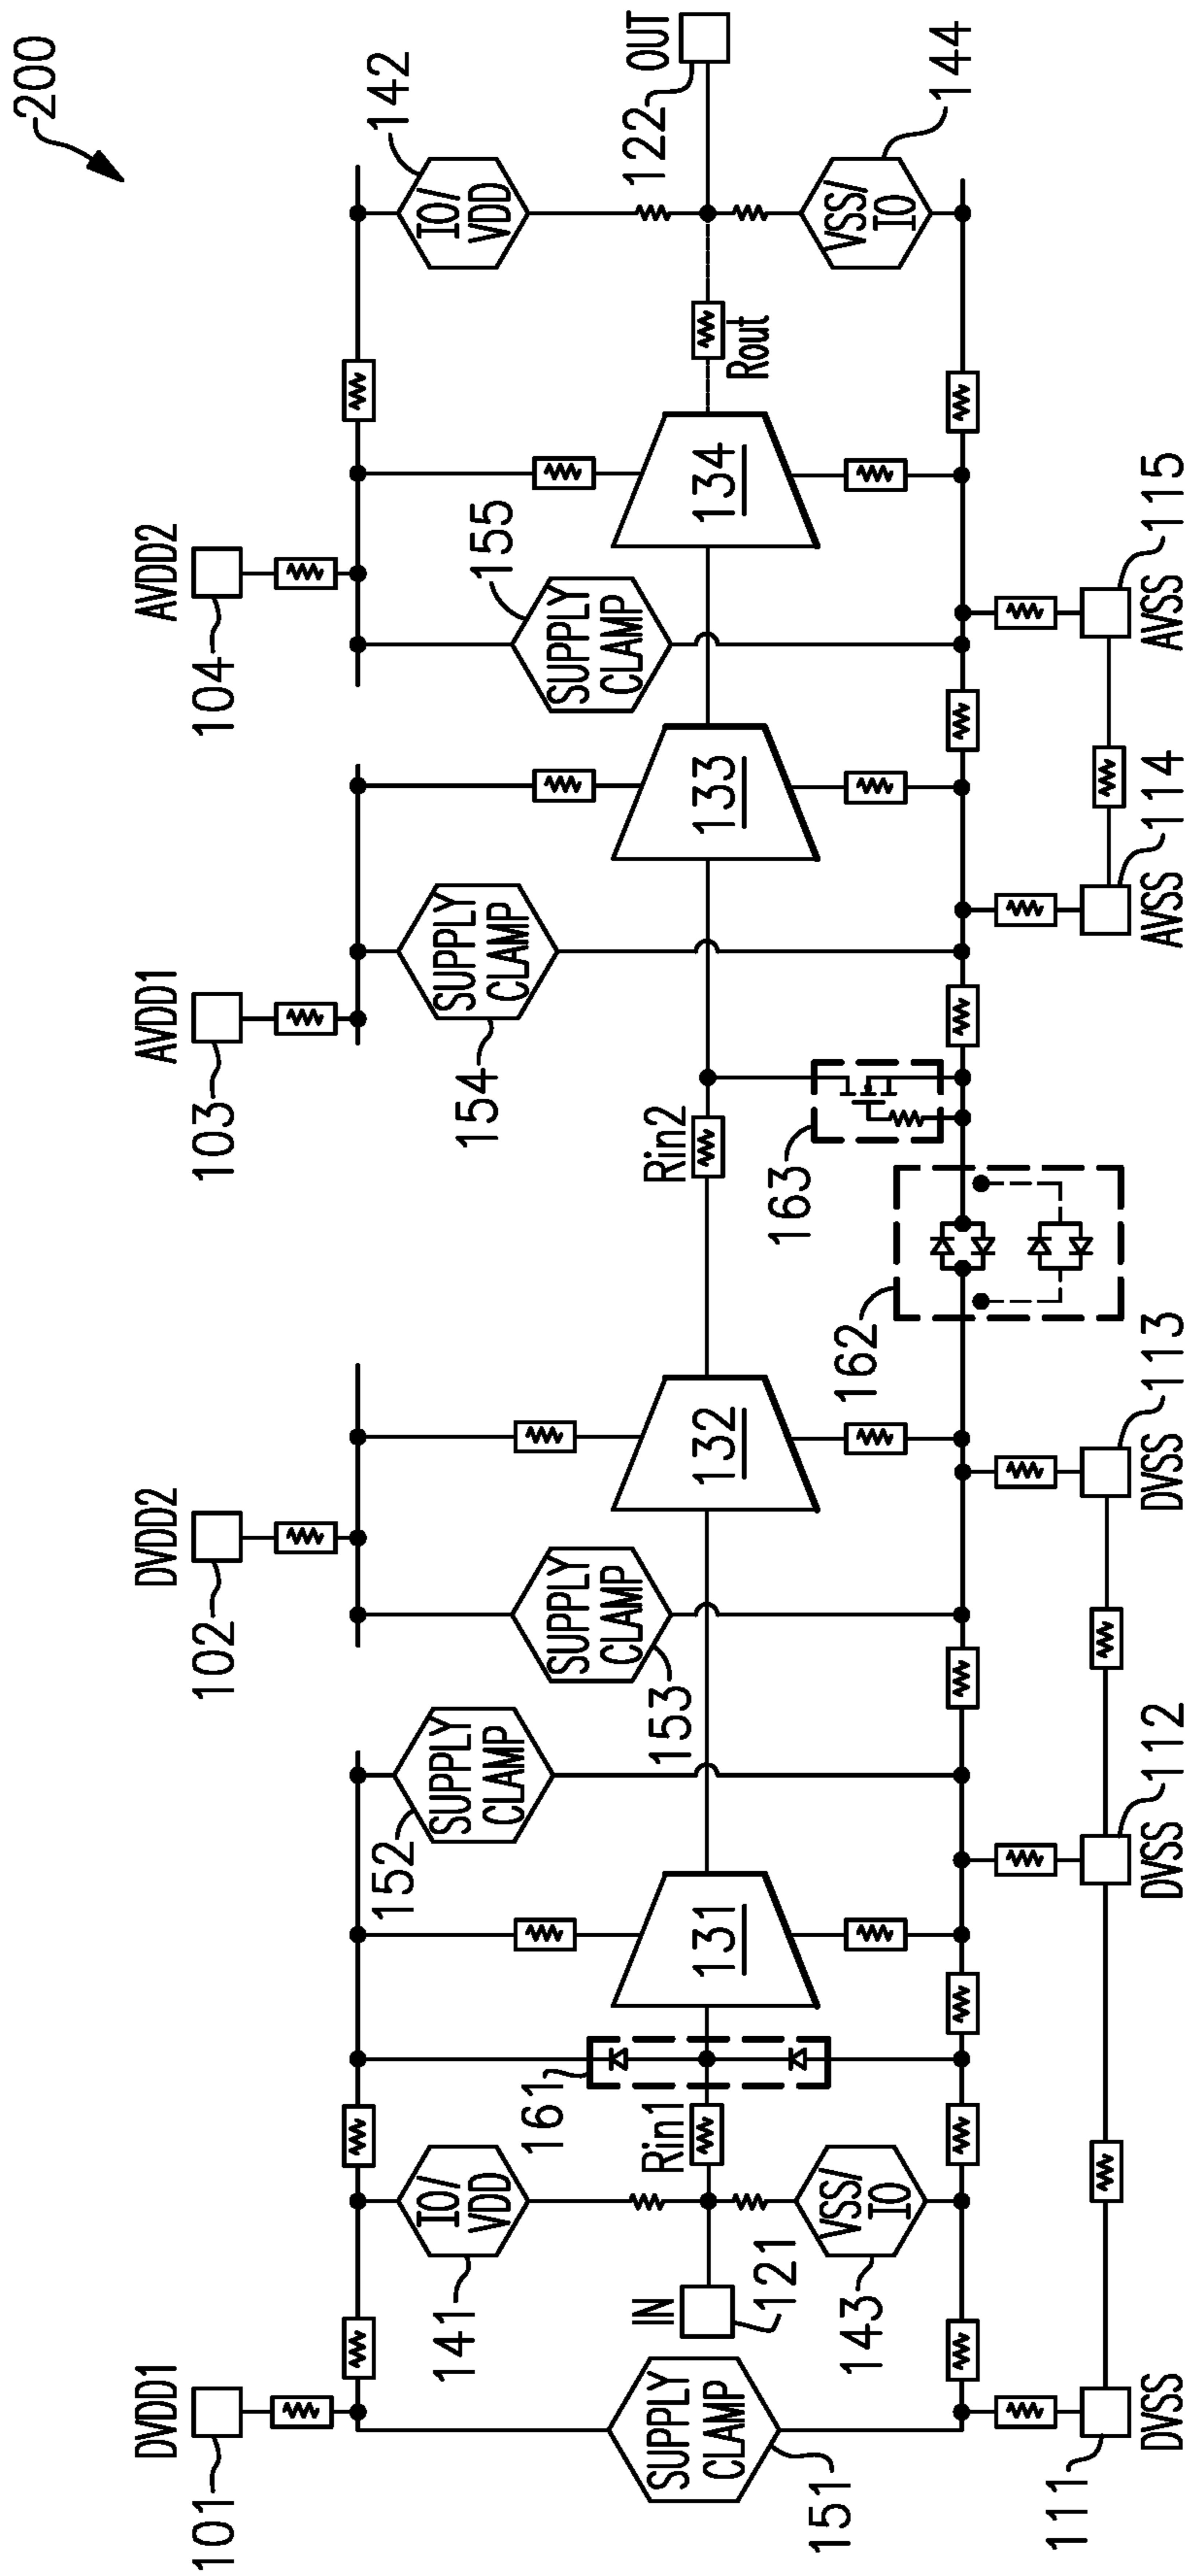 200
DVDD1
101
DVDD2
102
AVDD1
103
AVDD2
104
SUPPLY
CLAMP
151
IO/
VDD
141
IN
121
VSS/
IO
143
Rin1
161
131
SUPPLY
CLAMP
152
SUPPLY
CLAMP
153
132
162
Rin2
163
SUPPLY
CLAMP
154
133
SUPPLY
CLAMP
155
134
Rout
IO/
VDD
142
122
OUT
VSS/
IO
144
111
DVSS
DVSS
112
DVSS
113
AVSS
114
AVSS
115